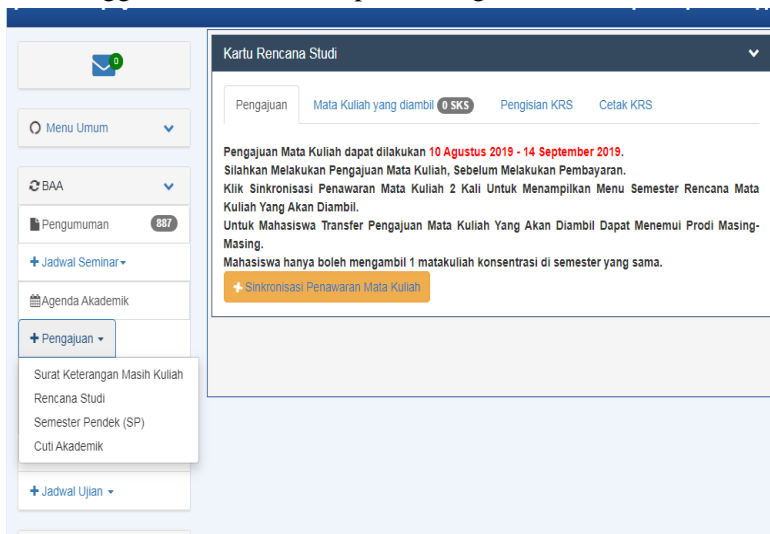 0
Menu Umum
BAA
Pengumuman 887
Jadwal Seminar
Agenda Akademik
Pengajuan
Surat Keterangan Masih Kuliah
Rencana Studi
Semester Pendek (SP)
Cuti Akademik
Jadwal Ujian
Kartu Rencana Studi
Pengajuan Mata Kuliah yang diambil 0 SKS Pengisian KRS Cetak KRS
Pengajuan Mata Kuliah dapat dilakukan 10 Agustus 2019 - 14 September 2019.
Silahkan Melakukan Pengajuan Mata Kuliah, Sebelum Melakukan Pembayaran.
Klik Sinkronisasi Penawaran Mata Kuliah 2 Kali Untuk Menampilkan Menu Semester Rencana Mata
Kuliah Yang Akan Diambil.
Untuk Mahasiswa Transfer Pengajuan Mata Kuliah Yang Akan Diambil Dapat Menemui Prodi Masing-
Masing.
Mahasiswa hanya boleh mengambil 1 matakuliah konsentrasi di semester yang sama.
Sinkronisasi Penawaran Mata Kuliah